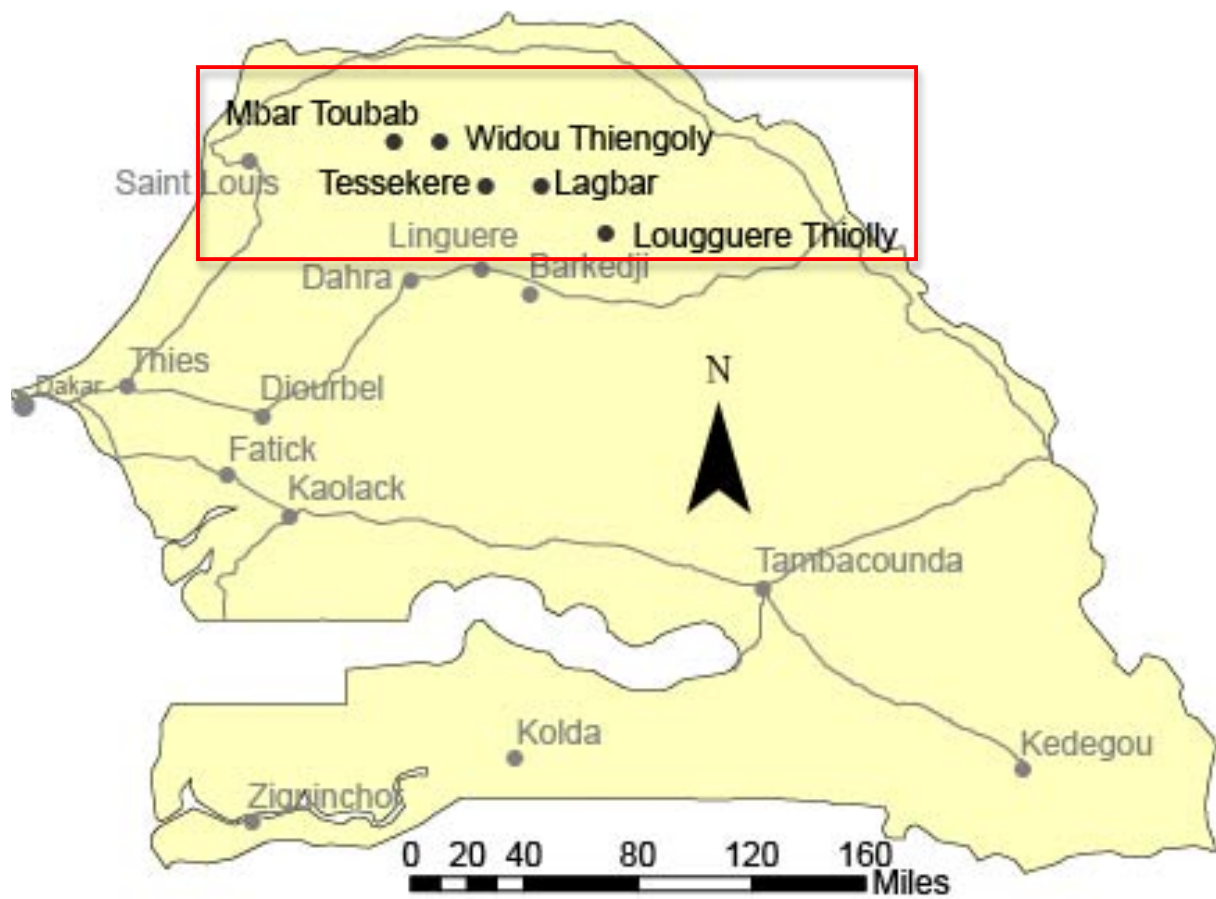 Mbar Toubab
Widou Thiengoly
Saint Louis
Tessekere
Lagbar
Linguere
Lougguere Thiolly
Dahra
Barkedji
Thies
N
Dakar
Diourbel
Fatick
Kaolack
Tambacounda
Kolda
Kedegou
Ziguinchor
0 20 40 80 120 160
Miles